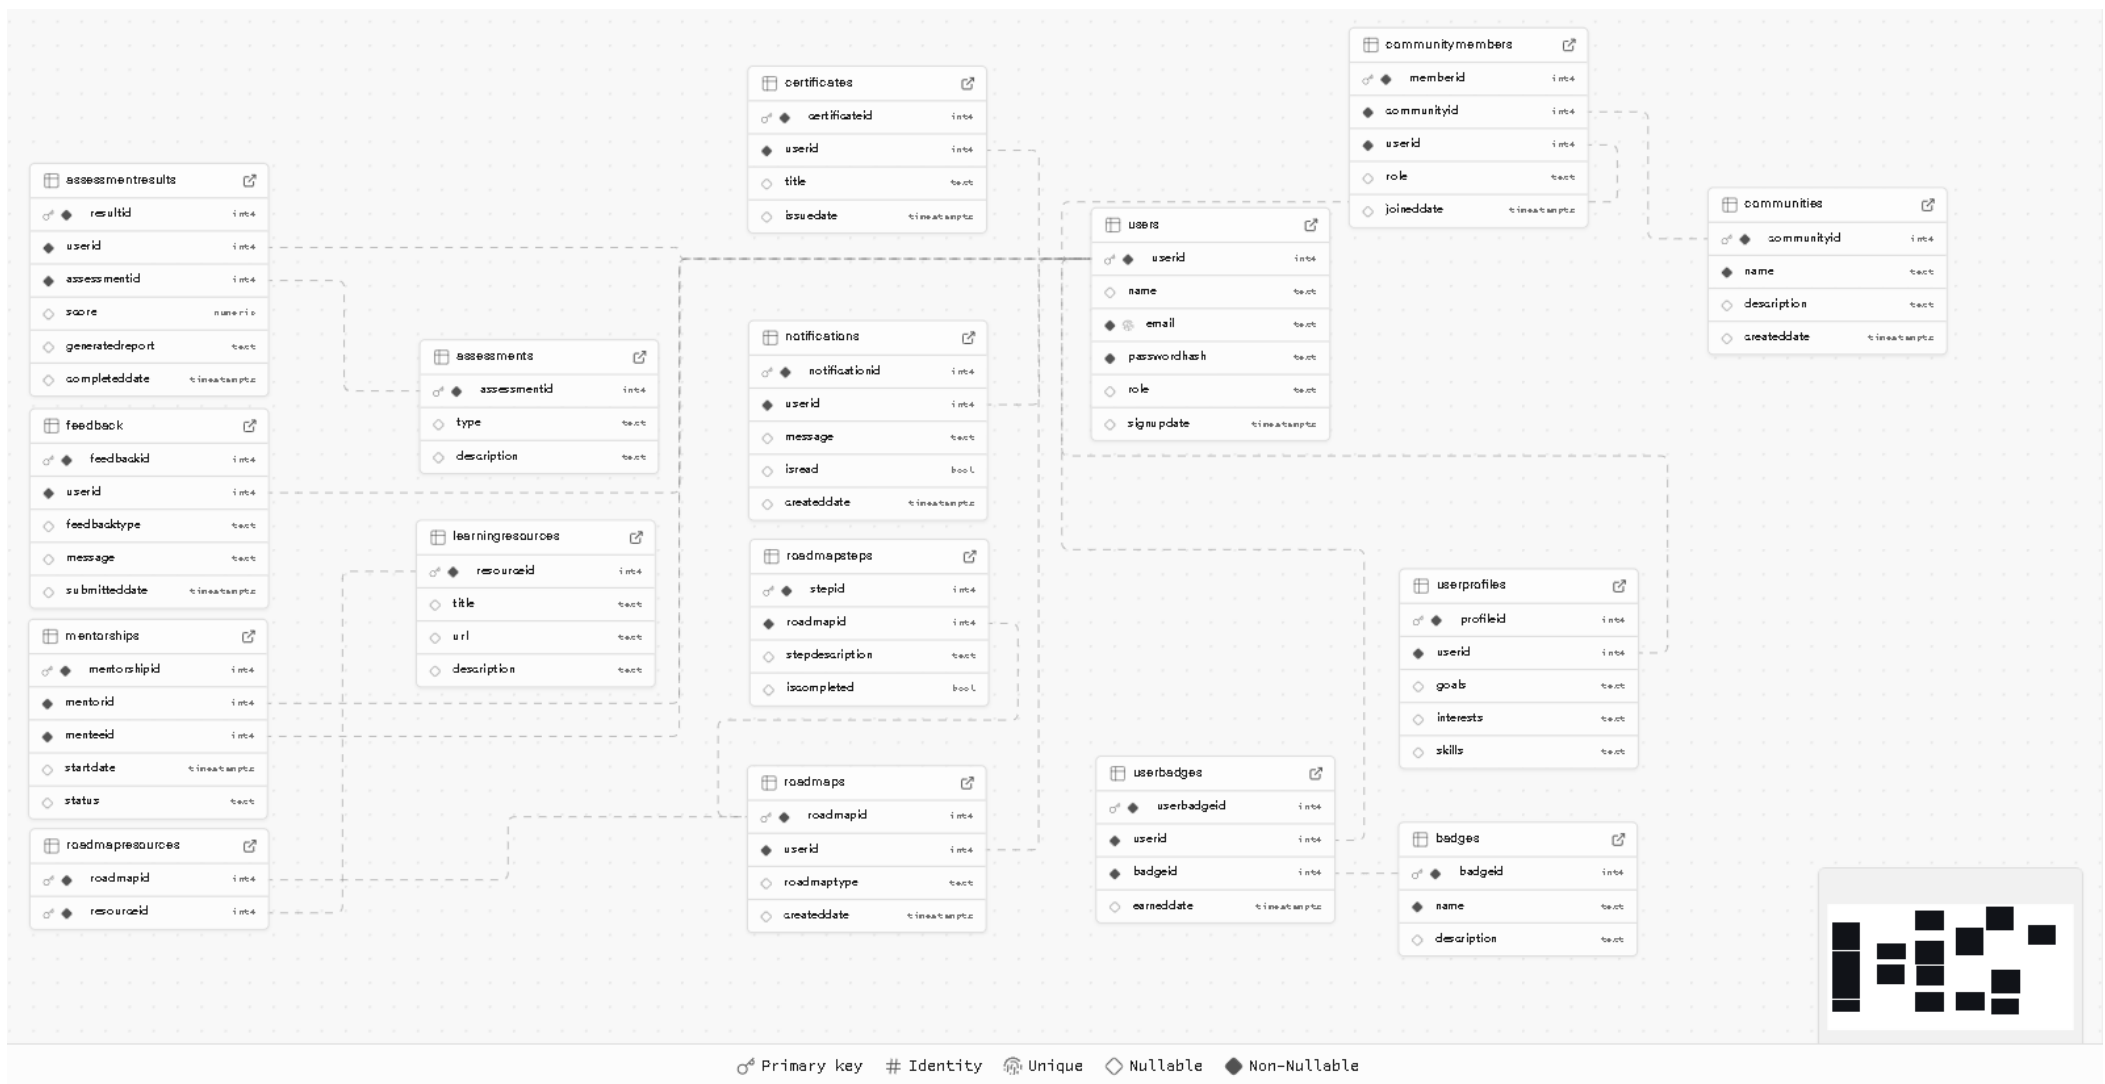 communitymembers
memberid int4
communityid int4
userid int4
role text
joineddate timestamptz
certificates
certificateid int4
userid int4
title text
issuedate timestamptz
assessmentresults
resultid int4
userid int4
assessmentid int4
score numeric
generatedreport text
completeddate timestamptz
communities
communityid int4
name text
description text
createddate timestamptz
users
userid int4
name text
email text
passwordhash text
role text
signupdate timestamptz
notifications
notificationid int4
userid int4
message text
isread bool
createddate timestamptz
assessments
assessmentid int4
type text
description text
feedback
feedbackid int4
userid int4
feedbacktype text
message text
submitteddate timestamptz
learningresources
resourceid int4
title text
url text
description text
roadmapsteps
stepid int4
roadmapid int4
stepdescription text
iscompleted bool
userprofiles
profileid int4
userid int4
goals text
interests text
skills text
mentorships
mentorshipid int4
mentorid int4
menteeid int4
startdate timestamptz
status text
userbadges
userbadgeid int4
userid int4
badgeid int4
earneddate timestamptz
roadmaps
roadmapid int4
userid int4
roadmaptype text
createddate timestamptz
badges
badgeid int4
name text
description text
roadmapresources
roadmapid int4
resourceid int4
Primary key # Identity Unique Nullable Non-Nullable